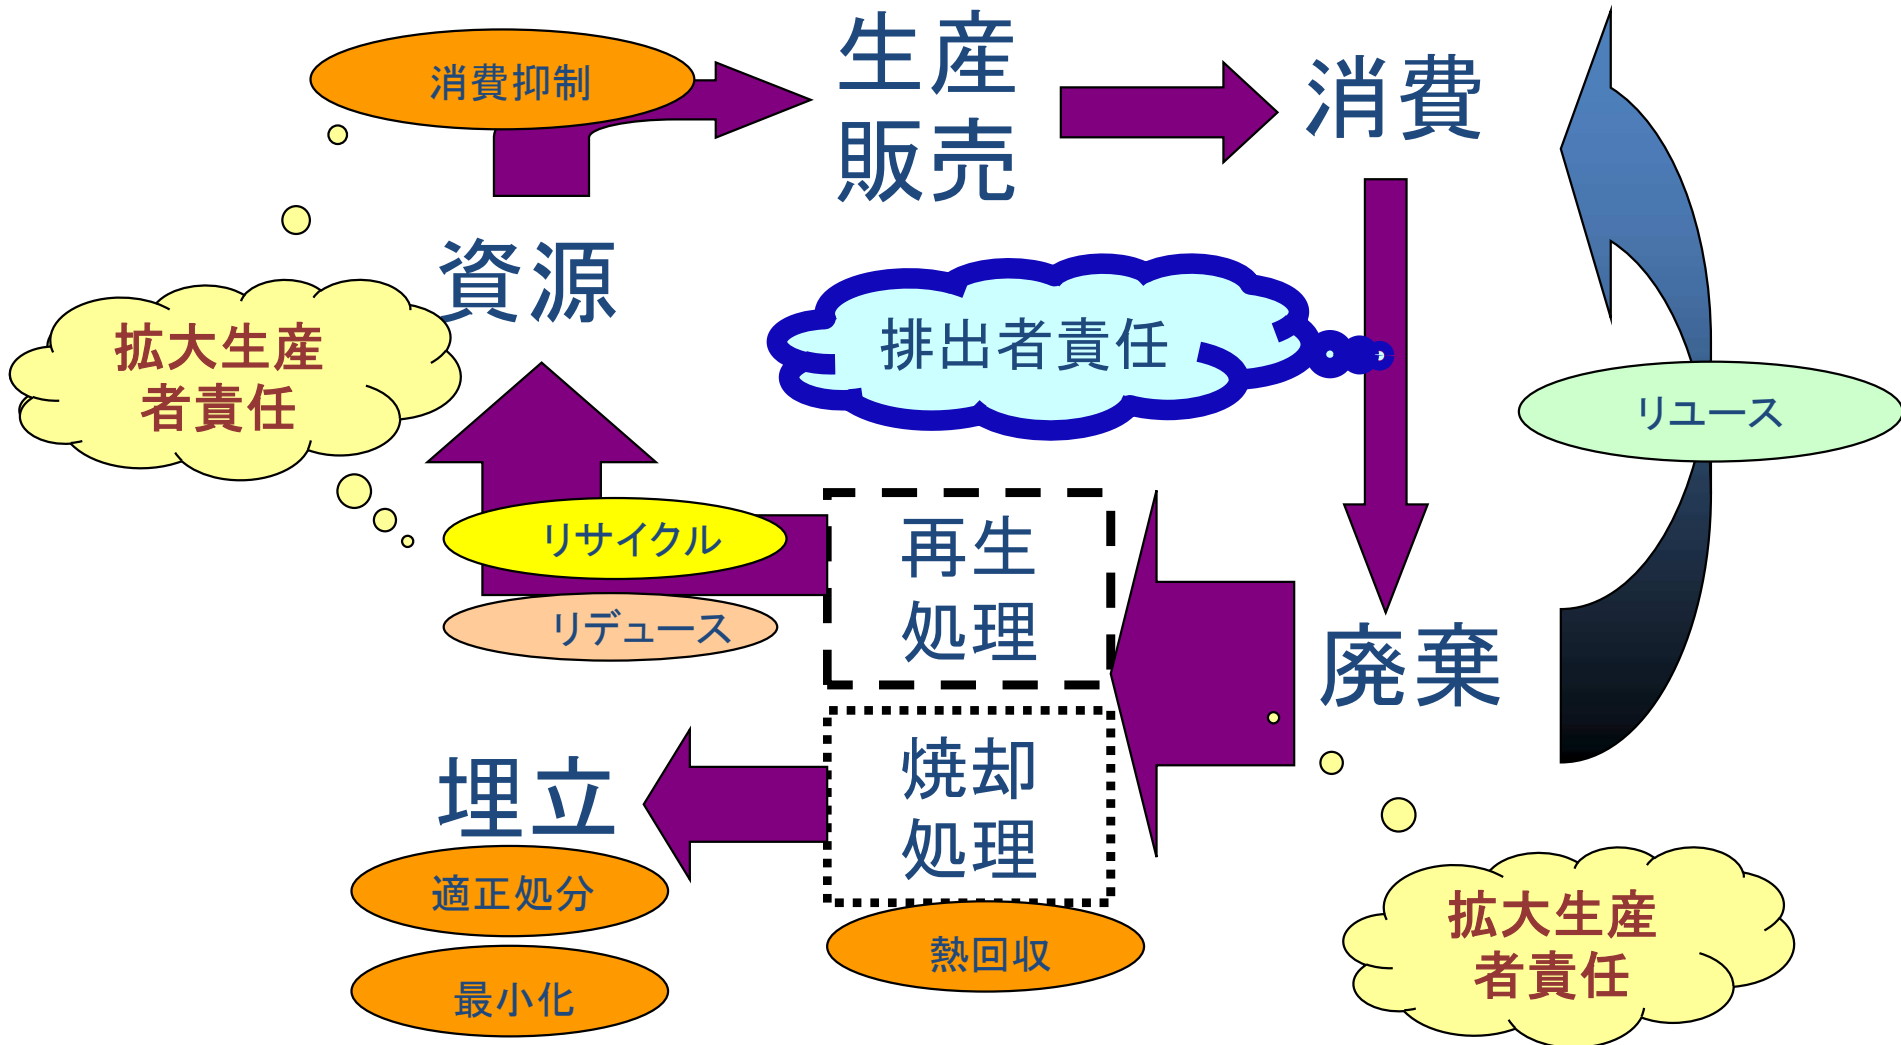 消費抑制
生産
販売
消費
資源
拡大生産
者責任
排出者責任
リユース
リサイクル
リデュース
再生
処理
廃棄
焼却
処理
埋立
適正処分
最小化
熱回収
拡大生産
者責任